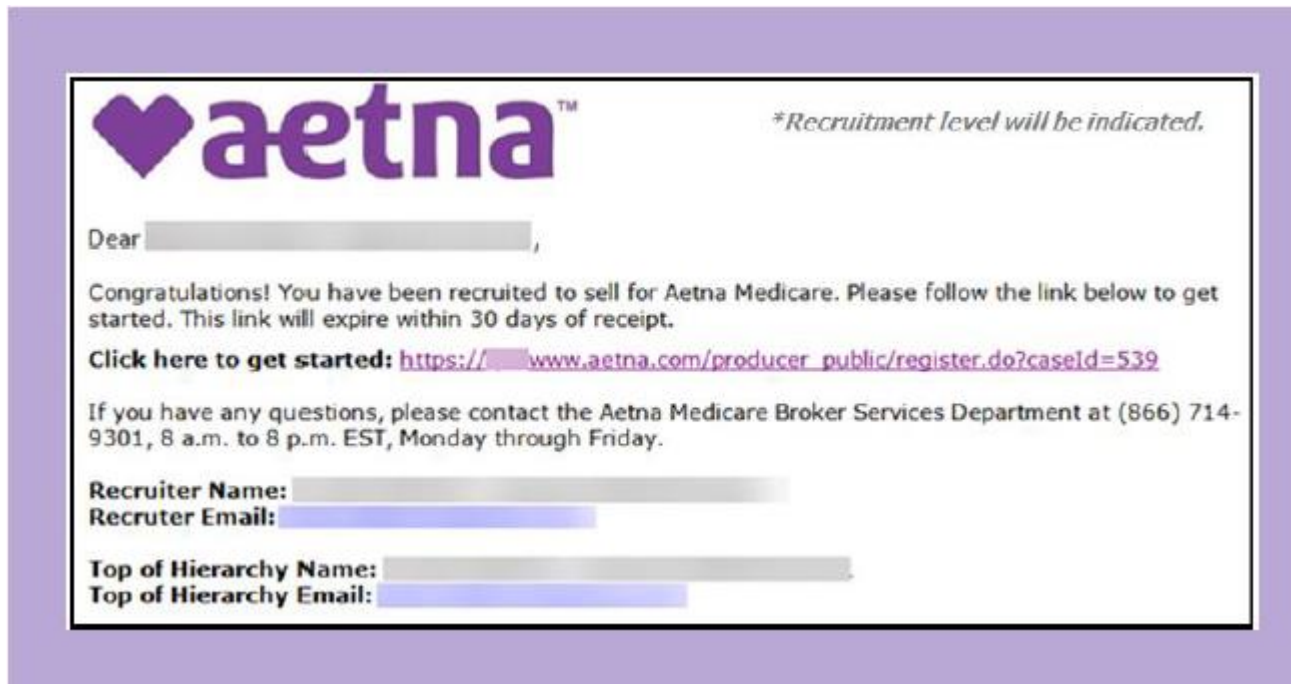 aetna™
*Recruitment level will be indicated.
Dear ,
Congratulations! You have been recruited to sell for Aetna Medicare. Please follow the link below to get
started. This link will expire within 30 days of receipt.
Click here to get started: https:// www.aetna.com/producer_public/register.do?caseId=539
If you have any questions, please contact the Aetna Medicare Broker Services Department at (866) 714-
9301, 8 a.m. to 8 p.m. EST, Monday through Friday.
Recruiter Name:
Recruter Email:
Top of Hierarchy Name:
Top of Hierarchy Email: